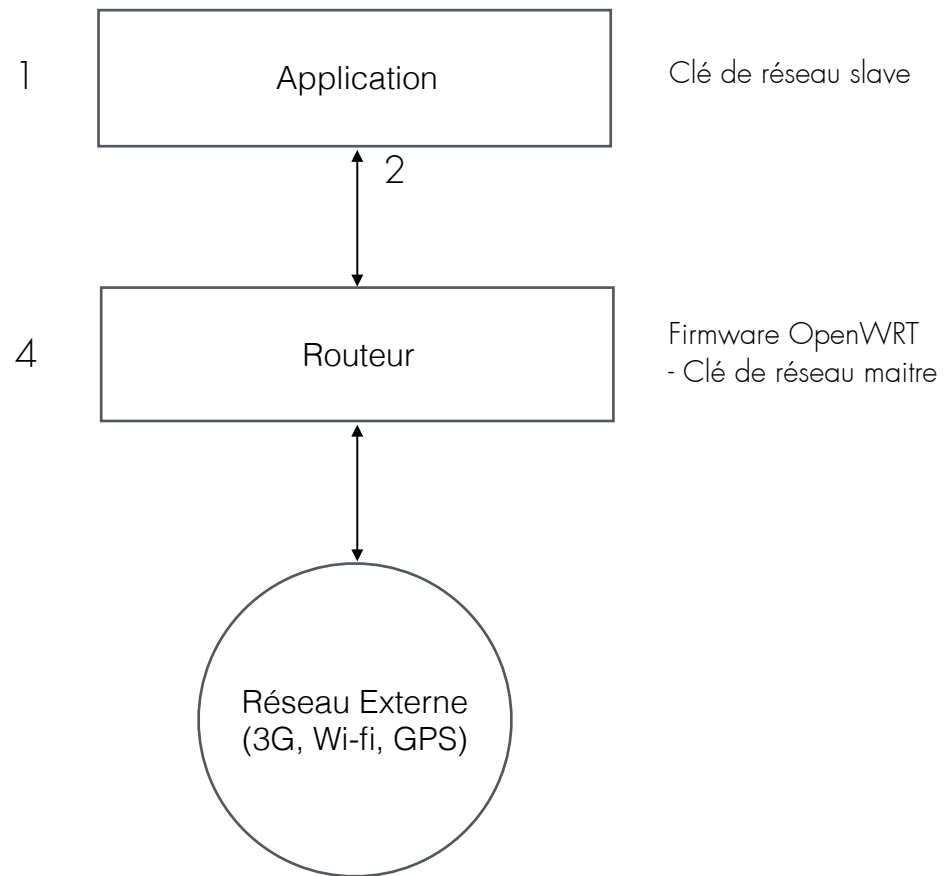 1
Application
Clé de réseau slave
2
4
Routeur
Firmware OpenWRT
- Clé de réseau maitre
Réseau Externe
(3G, Wi-fi, GPS)